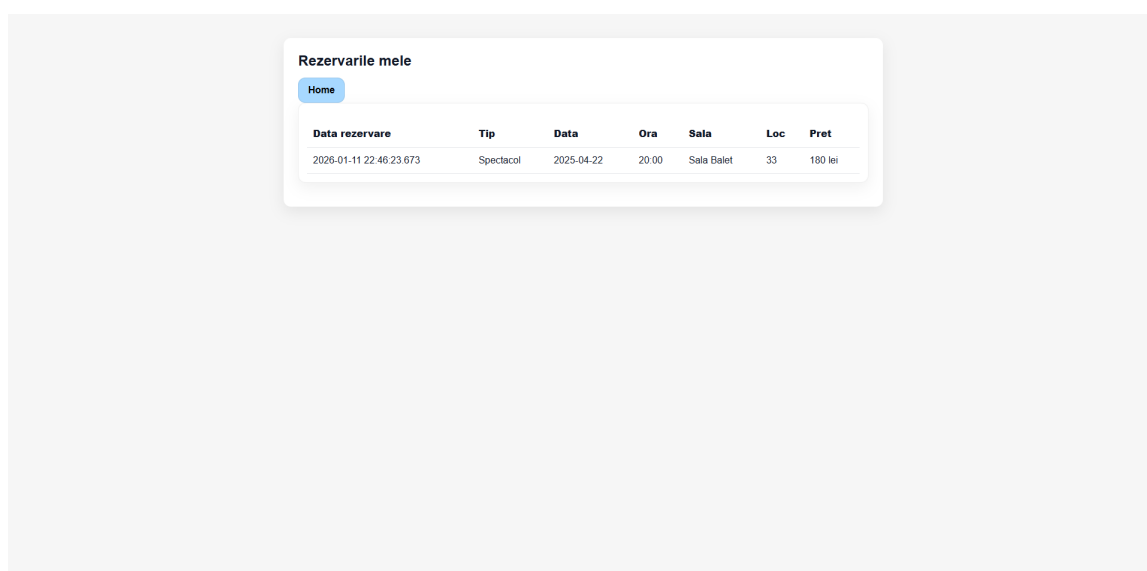 Rezervarile mele
Home
Data rezervare Tip Data Ora Sala Loc Pret
2026-01-11 22:46:23.673 Spectacol 2025-04-22 20:00 Sala Balet 33 180 lei